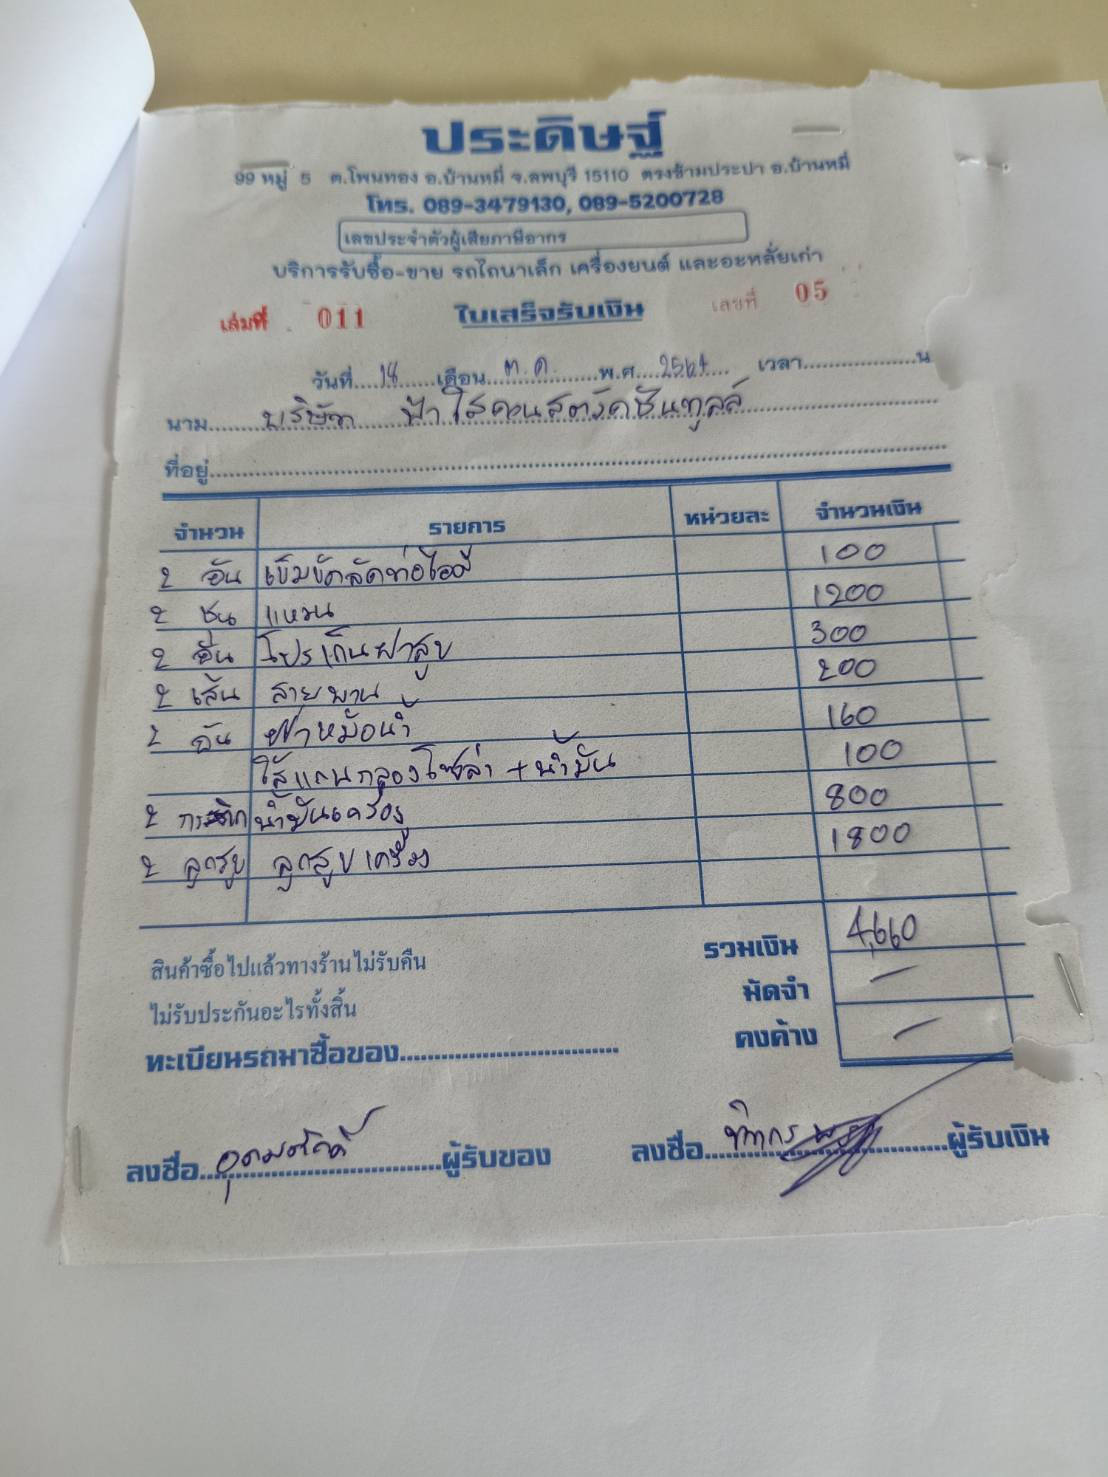 ประดิษฐ์
99 หมู่ 5 ต.โพนทอง อ.บ้านหมี่ จ.ลพบุรี 15110 ตรงข้ามประปา อ.บ้านหมี่
โทร. 089-3479130, 089-5200728
เลขประจำตัวผู้เสียภาษีอากร
บริการรับซื้อ-ขาย รถไถนาเล็ก เครื่องยนต์ และอะหลั่ยเก่า
เล่มที่ 011 ใบเสร็จรับเงิน เลขที่ 05
วันที่ 18 เดือน ต.ค. พ.ศ. 2564 เวลา น
นาม บริษัท ฟ้าใสคอนสตรัคชั่นทูลส์
ที่อยู่
จำนวน รายการ หน่วยละ จำนวนเงิน
2 อัน เข็มขัดลัดท่อไอดี 100
2 ชุน แหวน 1200
2 อื่น ปะเก็นฝาสูบ 300
2 เส้น สายพาน 200
2 อัน ฝาหม้อน้ำ 160
ใส่แกนกลองโซล่า + น้ำมัน 100
2 น้ำมันเครื่อง 800
2 ลูกสูบ ลูกสูบเครื่อง 1800
รวมเงิน 4,660
มัดจำ -
คงค้าง -
สินค้าซื้อไปแล้วทางร้านไม่รับคืน
ไม่รับประกันอะไรทั้งสิ้น
ทะเบียนรถมาซื้อของ
ลงชื่อ อุดมศักดิ์ ผู้รับของ ลงชื่อ ผู้รับเงิน